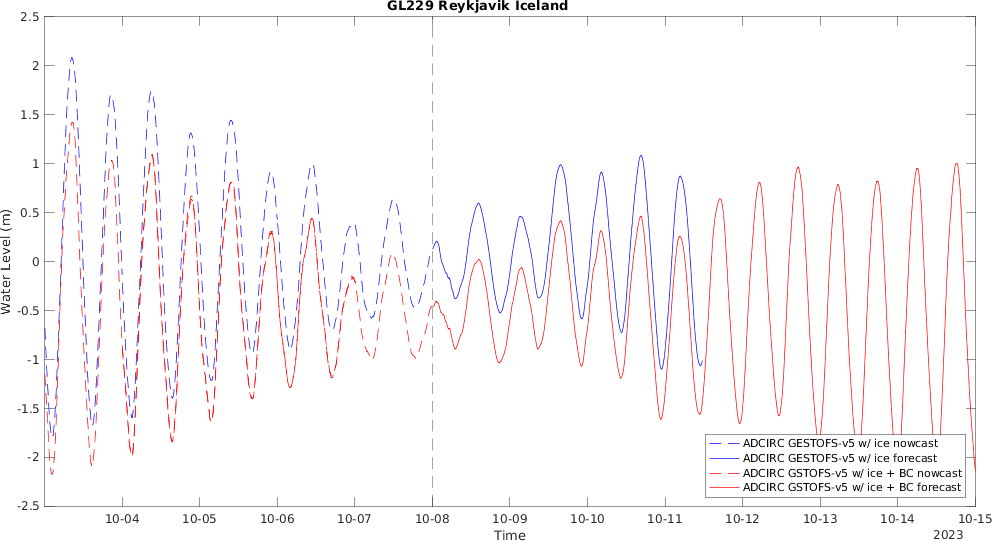 GL229 Reykjavik Iceland
2.5
2
1.5
1
0.5
0
-0.5
-1
-1.5
-2
-2.5
Water Level (m)
ADCIRC GESTOFS-v5 w/ ice nowcast
ADCIRC GESTOFS-v5 w/ ice forecast
ADCIRC GSTOFS-v5 w/ ice + BC nowcast
ADCIRC GSTOFS-v5 w/ ice + BC forecast
10-04 10-05 10-06 10-07 10-08 10-09 10-10 10-11 10-12 10-13 10-14 10-15
Time
2023